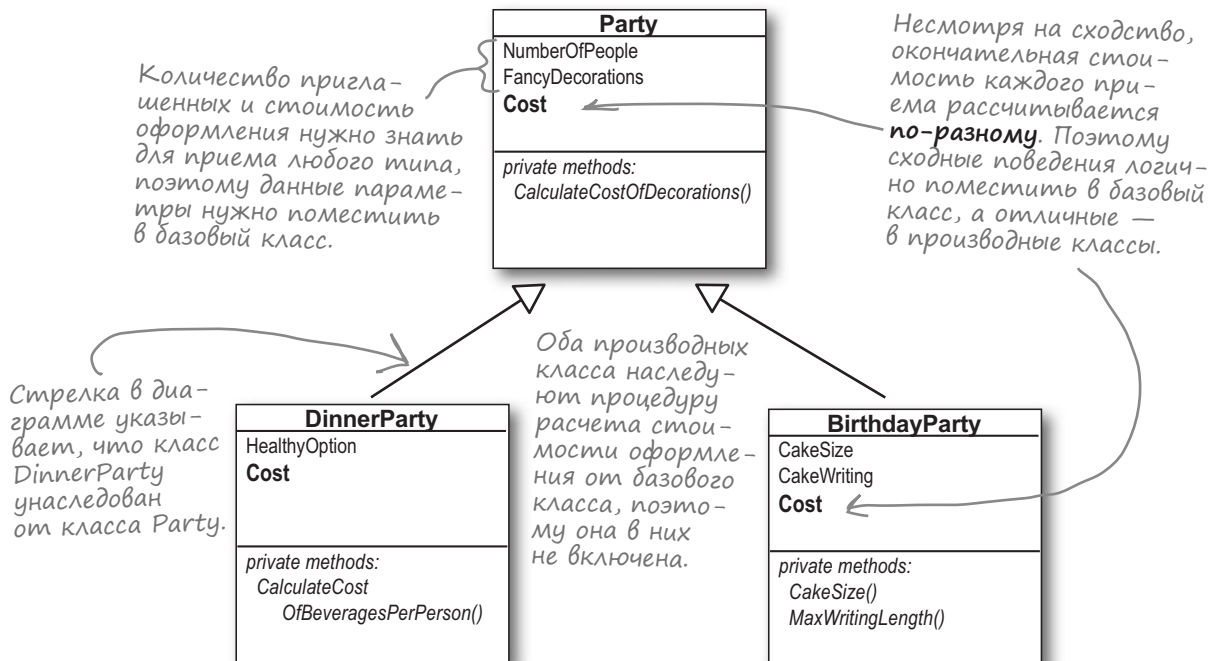 Party
NumberOfPeople
FancyDecorations
Cost
private methods:
CalculateCostOfDecorations()
Количество пригла-
шенных и стоимость
оформления нужно знать
для приема любого типа,
поэтому данные параме-
тры нужно поместить
в базовый класс.
Несмотря на сходство,
окончательная стои-
мость каждого при-
ема рассчитывается
по-разному. Поэтому
сходные поведения логич-
но поместить в базовый
класс, а отличные —
в производные классы.
Стрелка в диа-
грамме указы-
вает, что класс
DinnerParty
унаследован
от класса Party.
Оба производных
класса наследу-
ют процедуру
расчета стои-
мости оформле-
ния от базового
класса, поэто-
му она в них
не включена.
DinnerParty
HealthyOption
Cost
private methods:
CalculateCost
OfBeveragesPerPerson()
BirthdayParty
CakeSize
CakeWriting
Cost
private methods:
CakeSize()
MaxWritingLength()